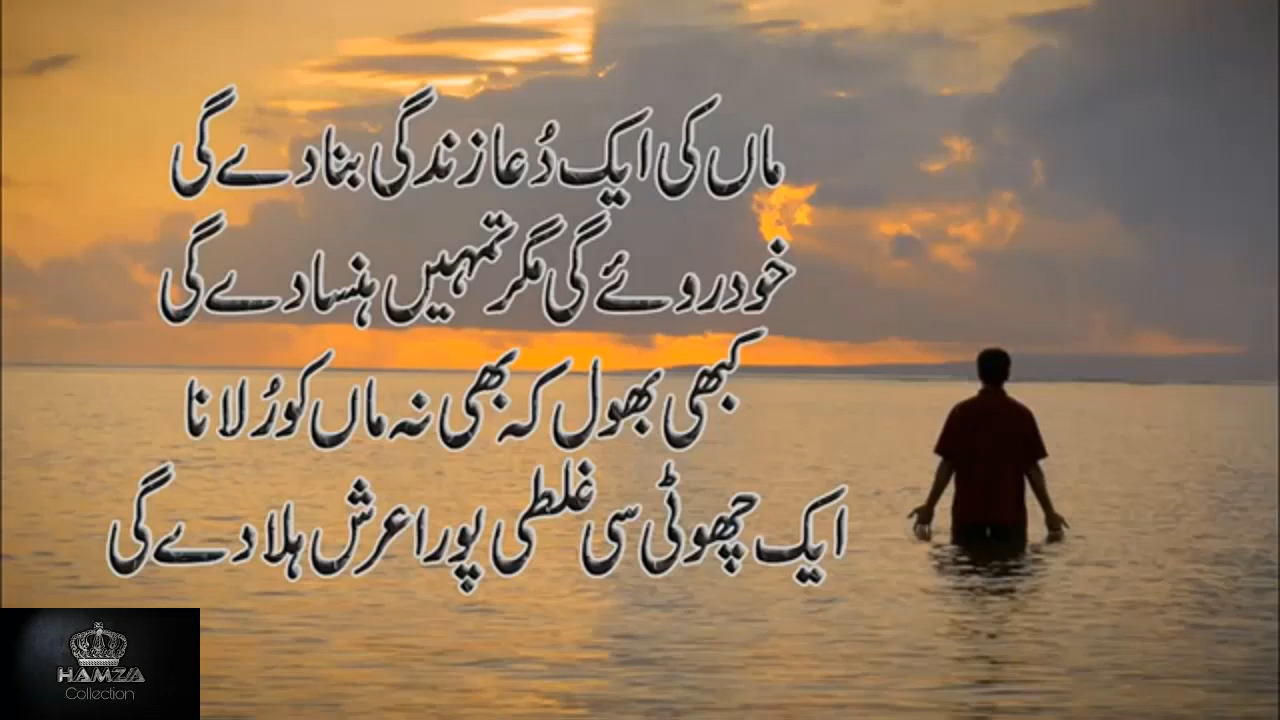 ماں کی ایک دُعا زندگی بنا دے گی
خود روئے گی مگر تمہیں ہنسا دے گی
کبھی بھول کہ بھی نہ ماں کو رُلانا
ایک چھوٹی سی غلطی پورا عرش ہلا دے گی
HAMZA
Collection